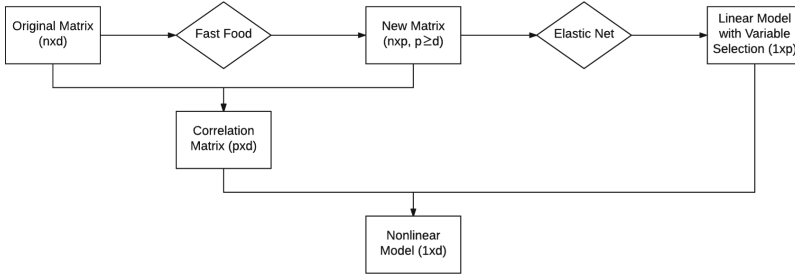 Original Matrix
(nxd)
Fast Food
New Matrix
(nxp, p≥d)
Elastic Net
Linear Model
with Variable
Selection (1xp)
Correlation
Matrix (pxd)
Nonlinear
Model (1xd)